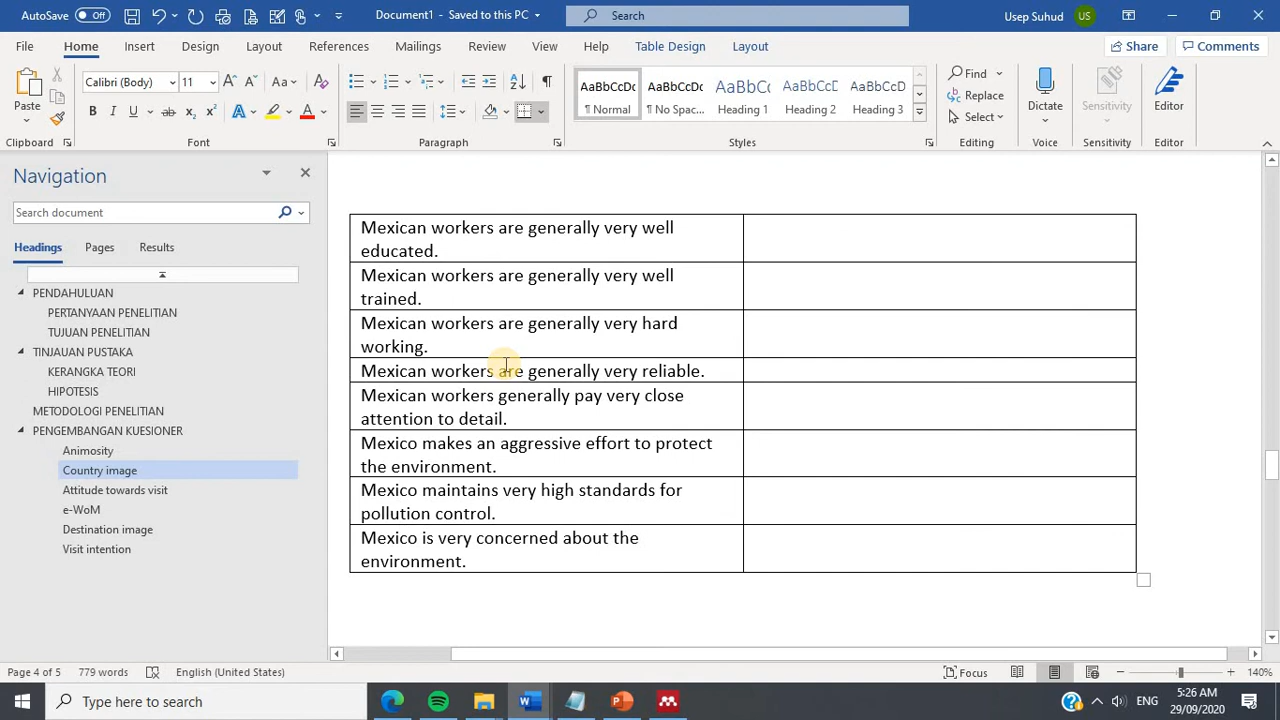 AutoSave Off Document1 - Saved to this PC Search Usep Suhud US
File Home Insert Design Layout References Mailings Review View Help Table Design Layout Share Comments
Paste
Clipboard
Calibri (Body) 11
Aa
B I U ab x₂ x² A A
Font
Paragraph
AaBbCcDc AaBbCcDc AaBbCc AaBbCcD AaBbCcD
¶ Normal ¶ No Spac... Heading 1 Heading 2 Heading 3
Styles
Find
Replace
Select
Editing
Dictate
Voice
Sensitivity
Sensitivity
Editor
Editor
Navigation
Search document
Headings Pages Results
PENDAHULUAN
PERTANYAAN PENELITIAN
TUJUAN PENELITIAN
TINJAUAN PUSTAKA
KERANGKA TEORI
HIPOTESIS
METODOLOGI PENELITIAN
PENGEMBANGAN KUESIONER
Animosity
Country image
Attitude towards visit
e-WoM
Destination image
Visit intention
Mexican workers are generally very well
educated.
Mexican workers are generally very well
trained.
Mexican workers are generally very hard
working.
Mexican workers are generally very reliable.
Mexican workers generally pay very close
attention to detail.
Mexico makes an aggressive effort to protect
the environment.
Mexico maintains very high standards for
pollution control.
Mexico is very concerned about the
environment.
Page 4 of 5 779 words English (United States) Focus 140%
Type here to search
ENG
5:26 AM
29/09/2020